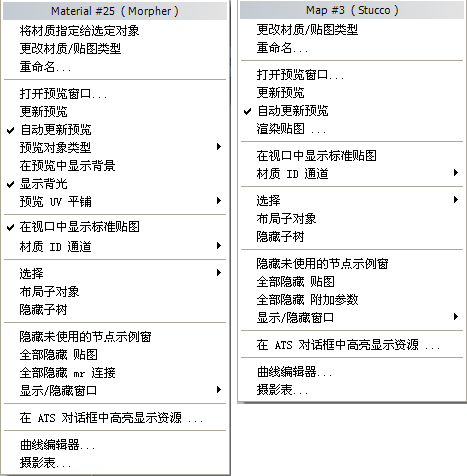 Material #25 ( Morpher )
将材质指定给选定对象
更改材质/贴图类型
重命名...
打开预览窗口...
更新预览
自动更新预览
预览对象类型
在预览中显示背景
显示背光
预览 UV 平铺
在视口中显示标准贴图
材质 ID 通道
选择
布局子对象
隐藏子树
隐藏未使用的节点示例窗
全部隐藏 贴图
全部隐藏 mr 连接
显示/隐藏窗口
在 ATS 对话框中高亮显示资源 ...
曲线编辑器...
摄影表...
Map #3 ( Stucco )
更改材质/贴图类型
重命名...
打开预览窗口...
更新预览
自动更新预览
渲染贴图 ...
在视口中显示标准贴图
材质 ID 通道
选择
布局子对象
隐藏子树
隐藏未使用的节点示例窗
全部隐藏 贴图
全部隐藏 附加参数
显示/隐藏窗口
在 ATS 对话框中高亮显示资源 ...
曲线编辑器...
摄影表...